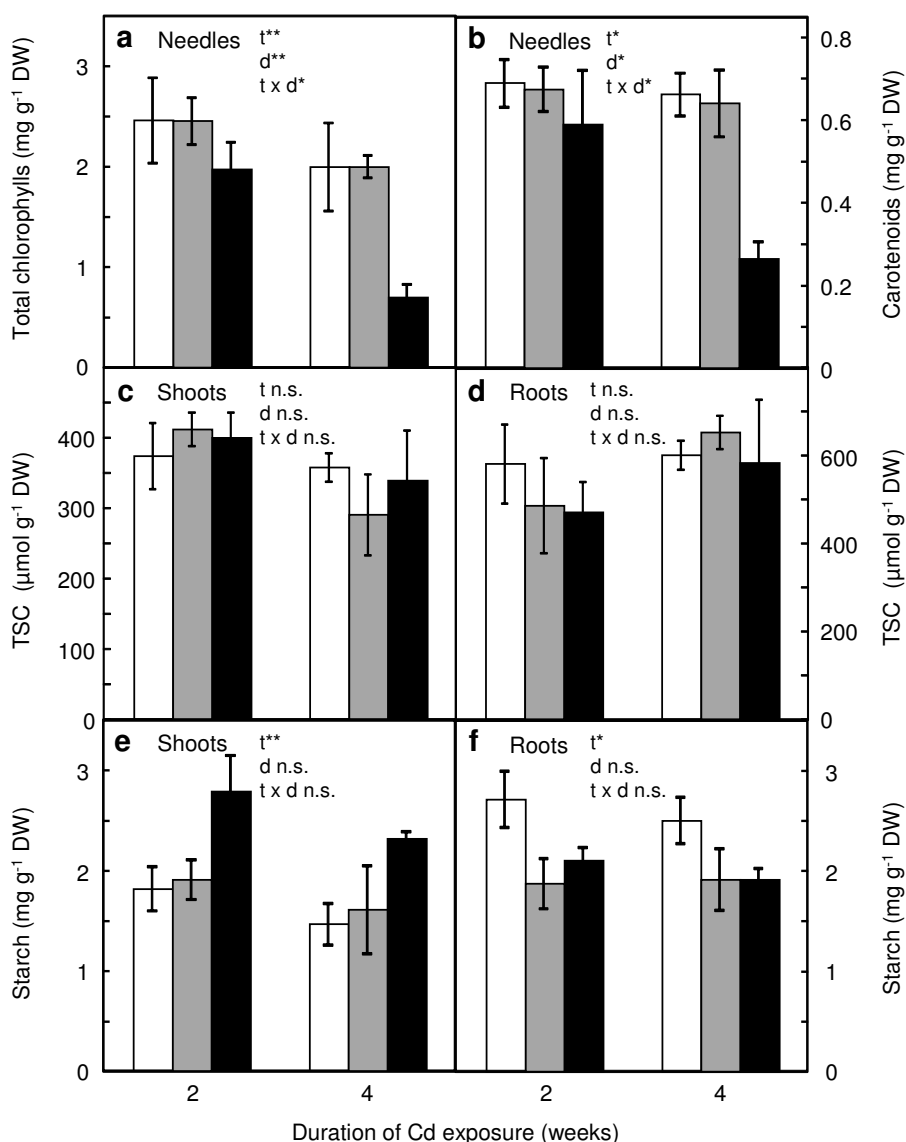 a Needles t** 
d**
t x d*
Total chlorophylls (mg g⁻¹ DW)
3
2
1
0
b Needles t*
d*
t x d*
Carotenoids (mg g⁻¹ DW)
0.8
0.6
0.4
0.2
0
c Shoots t n.s.
d n.s.
t x d n.s.
TSC (µmol g⁻¹ DW)
400
300
200
100
0
d Roots t n.s.
d n.s.
t x d n.s.
TSC (µmol g⁻¹ DW)
600
400
200
0
e Shoots t**
d n.s.
t x d n.s.
Starch (mg g⁻¹ DW)
3
2
1
0
f Roots t*
d n.s.
t x d n.s.
Starch (mg g⁻¹ DW)
3
2
1
0
2 4 2 4
Duration of Cd exposure (weeks)